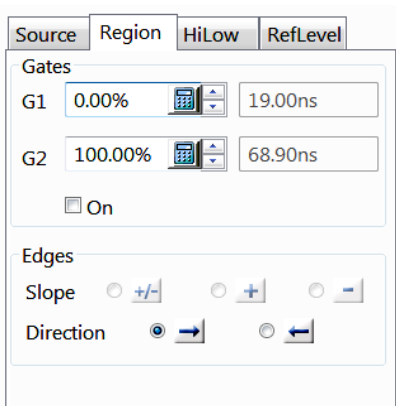 Source Region HiLow RefLevel
Gates
G1 0.00% 19.00ns
G2 100.00% 68.90ns
On
Edges
Slope +/- + -
Direction → ←